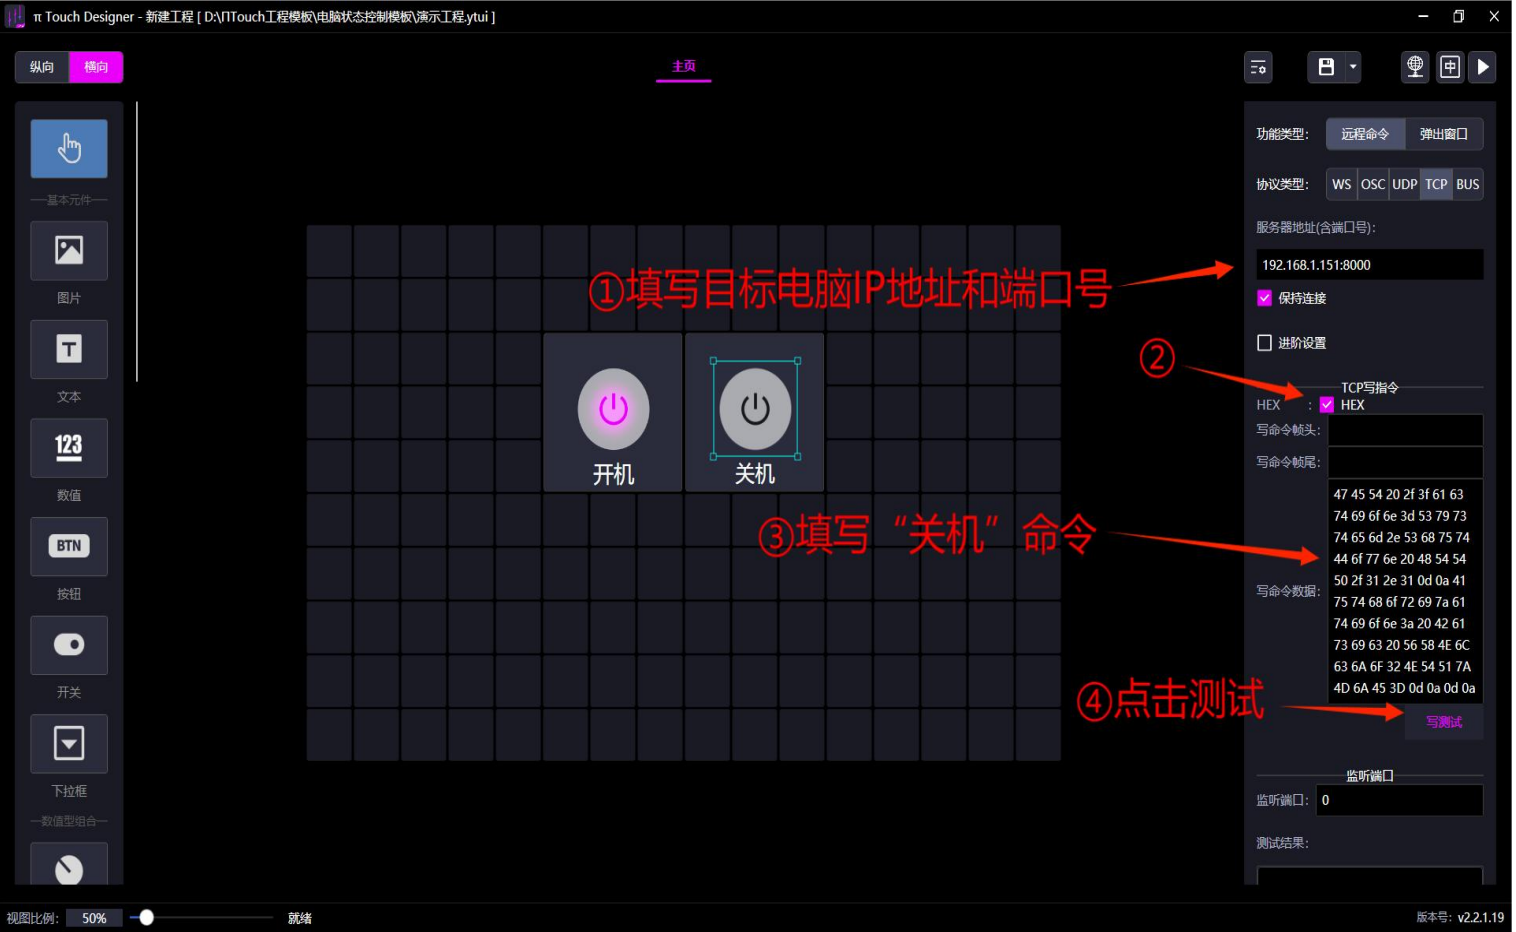 π Touch Designer - 新建工程 [ D:\ΠTouch工程模板\电脑状态控制模板\演示工程.ytui ]
纵向
横向
主页
中
基本元件
图片
T
文本
123
数值
BTN
按钮
开关
下拉框
数值型组合
①填写目标电脑IP地址和端口号
②
开机
关机
③填写“关机”命令
④点击测试
功能类型:
远程命令
弹出窗口
协议类型:
WS
OSC
UDP
TCP
BUS
服务器地址(含端口号):
192.168.1.151:8000
保持连接
进阶设置
TCP写指令
HEX :
HEX
写命令帧头:
写命令帧尾:
写命令数据:
47 45 54 20 2f 3f 61 63
74 69 6f 6e 3d 53 79 73
74 65 6d 2e 53 68 75 74
44 6f 77 6e 20 48 54 54
50 2f 31 2e 31 0d 0a 41
75 74 68 6f 72 69 7a 61
74 69 6f 6e 3a 20 42 61
73 69 63 20 56 58 4E 6C
63 6A 6F 32 4E 54 51 7A
4D 6A 45 3D 0d 0a 0d 0a
写测试
监听端口
监听端口:
0
测试结果:
视图比例:
50%
就绪
版本号: v2.2.1.19